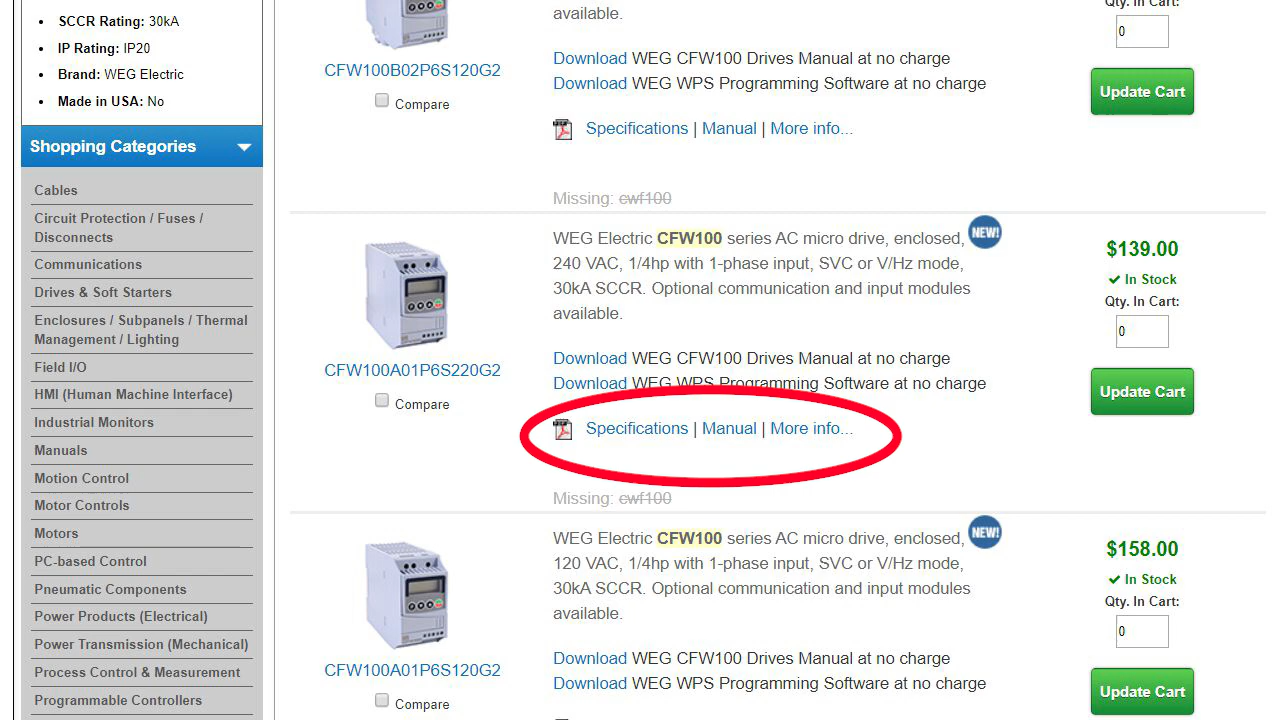 SCCR Rating: 30kA
IP Rating: IP20
Brand: WEG Electric
Made in USA: No
Shopping Categories
Cables
Circuit Protection / Fuses /
Disconnects
Communications
Drives & Soft Starters
Enclosures / Subpanels / Thermal
Management / Lighting
Field I/O
HMI (Human Machine Interface)
Industrial Monitors
Manuals
Motion Control
Motor Controls
Motors
PC-based Control
Pneumatic Components
Power Products (Electrical)
Power Transmission (Mechanical)
Process Control & Measurement
Programmable Controllers
CFW100B02P6S120G2
Compare
available.
Download WEG CFW100 Drives Manual at no charge
Download WEG WPS Programming Software at no charge
Specifications | Manual | More info...
Missing: cwf100
Qty. In Cart:
0
Update Cart
CFW100A01P6S220G2
Compare
WEG Electric CFW100 series AC micro drive, enclosed,
240 VAC, 1/4hp with 1-phase input, SVC or V/Hz mode,
30kA SCCR. Optional communication and input modules
available.
NEW!
Download WEG CFW100 Drives Manual at no charge
Download WEG WPS Programming Software at no charge
Specifications | Manual | More info...
Missing: cwf100
$139.00
In Stock
Qty. In Cart:
0
Update Cart
CFW100A01P6S120G2
Compare
WEG Electric CFW100 series AC micro drive, enclosed,
120 VAC, 1/4hp with 1-phase input, SVC or V/Hz mode,
30kA SCCR. Optional communication and input modules
available.
NEW!
Download WEG CFW100 Drives Manual at no charge
Download WEG WPS Programming Software at no charge
$158.00
In Stock
Qty. In Cart:
0
Update Cart